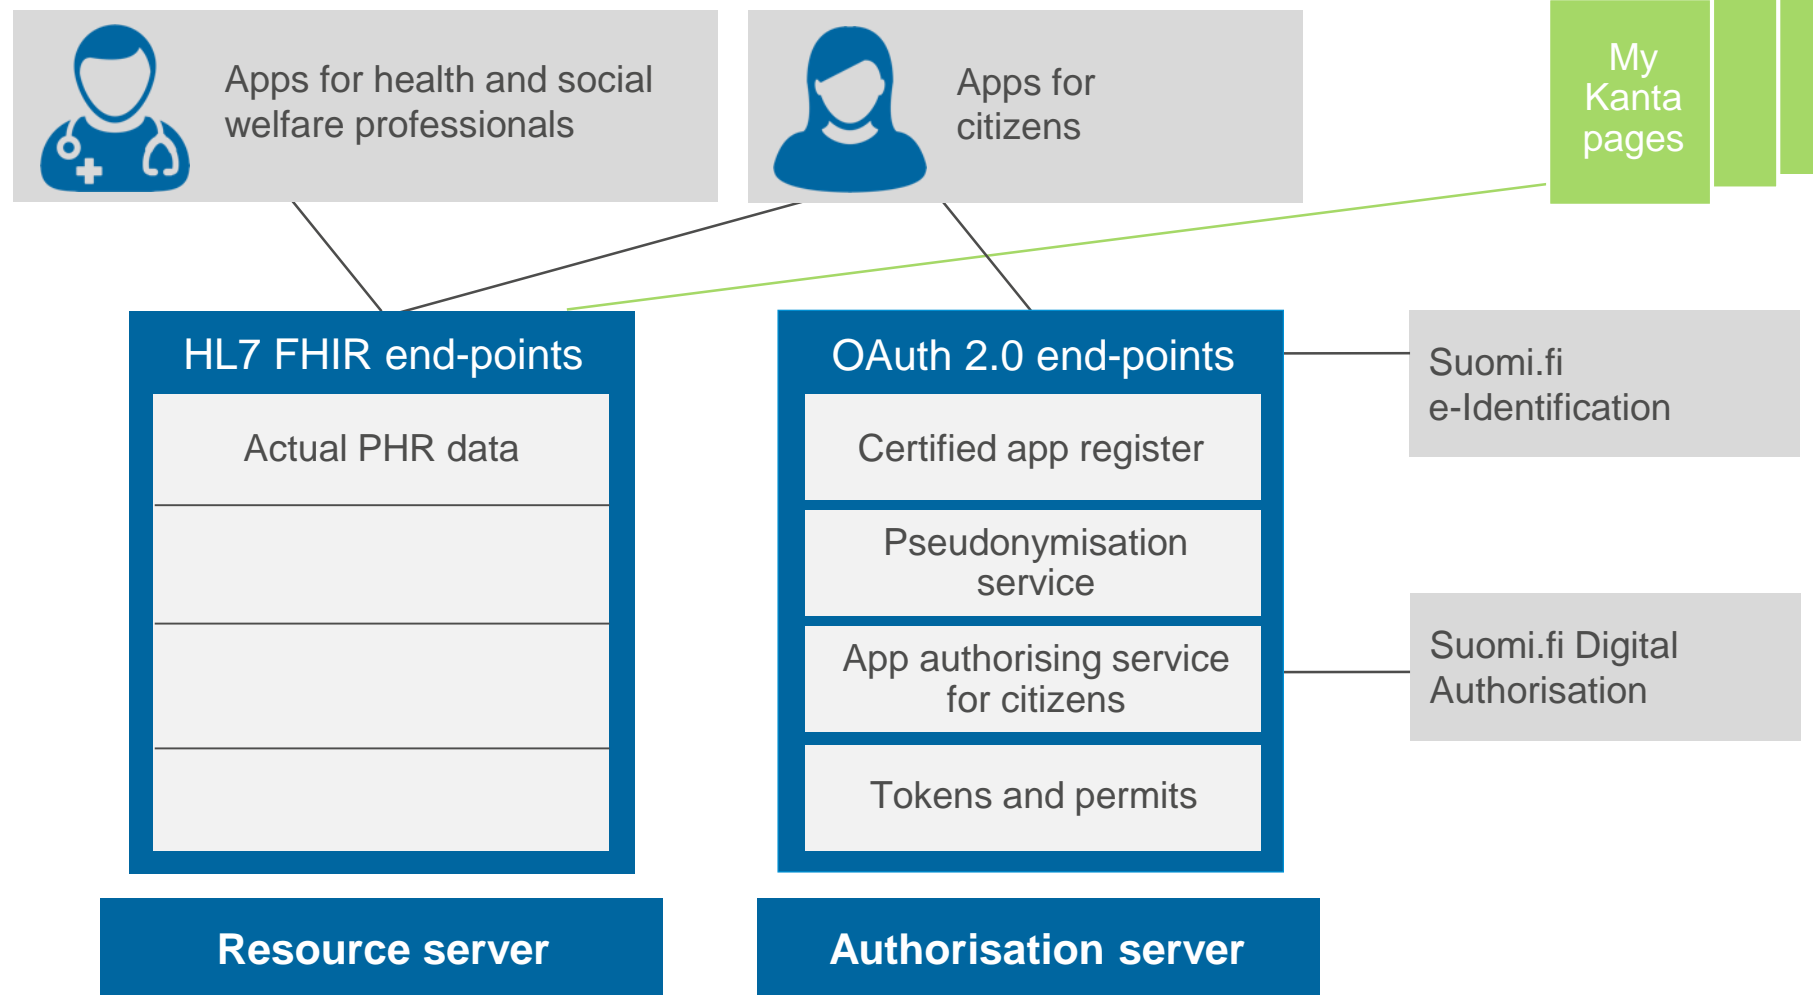 Apps for health and social
welfare professionals
Apps for
citizens
My
Kanta
pages
HL7 FHIR end-points
Actual PHR data
OAuth 2.0 end-points
Certified app register
Pseudonymisation
service
App authorising service
for citizens
Tokens and permits
Suomi.fi
e-Identification
Suomi.fi Digital
Authorisation
Resource server
Authorisation server